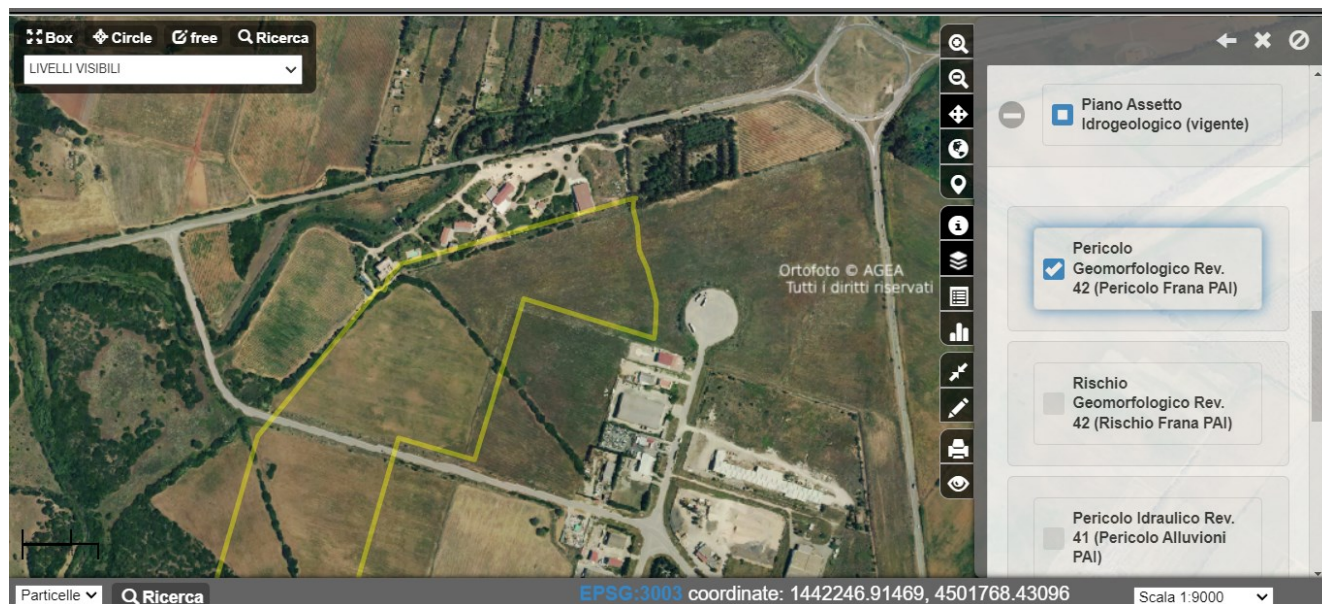 Box Circle free Ricerca
LIVELLI VISIBILI
Ortofoto © AGEA
Tutti i diritti riservati
Piano Assetto
Idrogeologico (vigente)
Pericolo
Geomorfologico Rev.
42 (Pericolo Frana PAI)
Rischio
Geomorfologico Rev.
42 (Rischio Frana PAI)
Pericolo Idraulico Rev.
41 (Pericolo Alluvioni
PAI)
Particelle Ricerca EPSG:3003 coordinate: 1442246.91469, 4501768.43096 Scala 1:9000